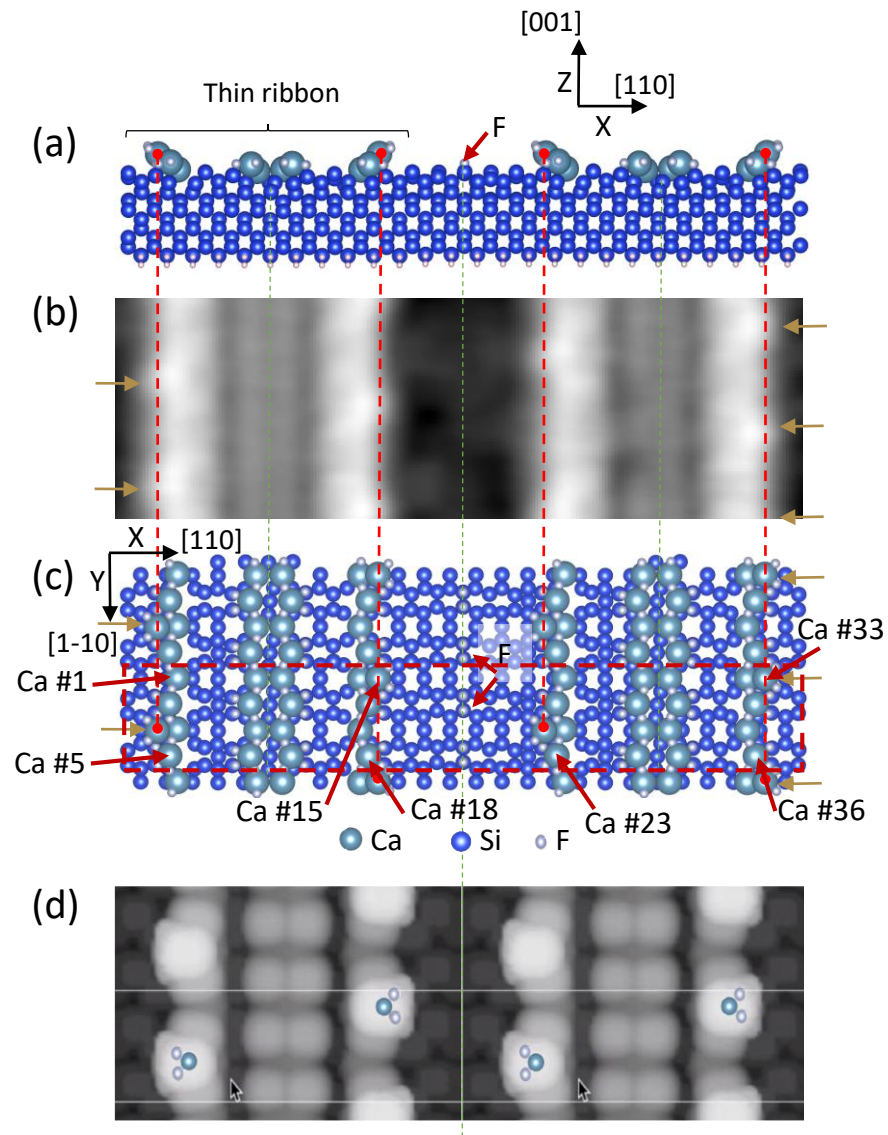 [001]
Z
[110]
X
Thin ribbon
(a)
F
(b)
X
[110]
(c)
Y
[1-10]
F
Ca #33
Ca #1
Ca #5
Ca #15
Ca #18
Ca #23
Ca #36
Ca
Si
F
(d)